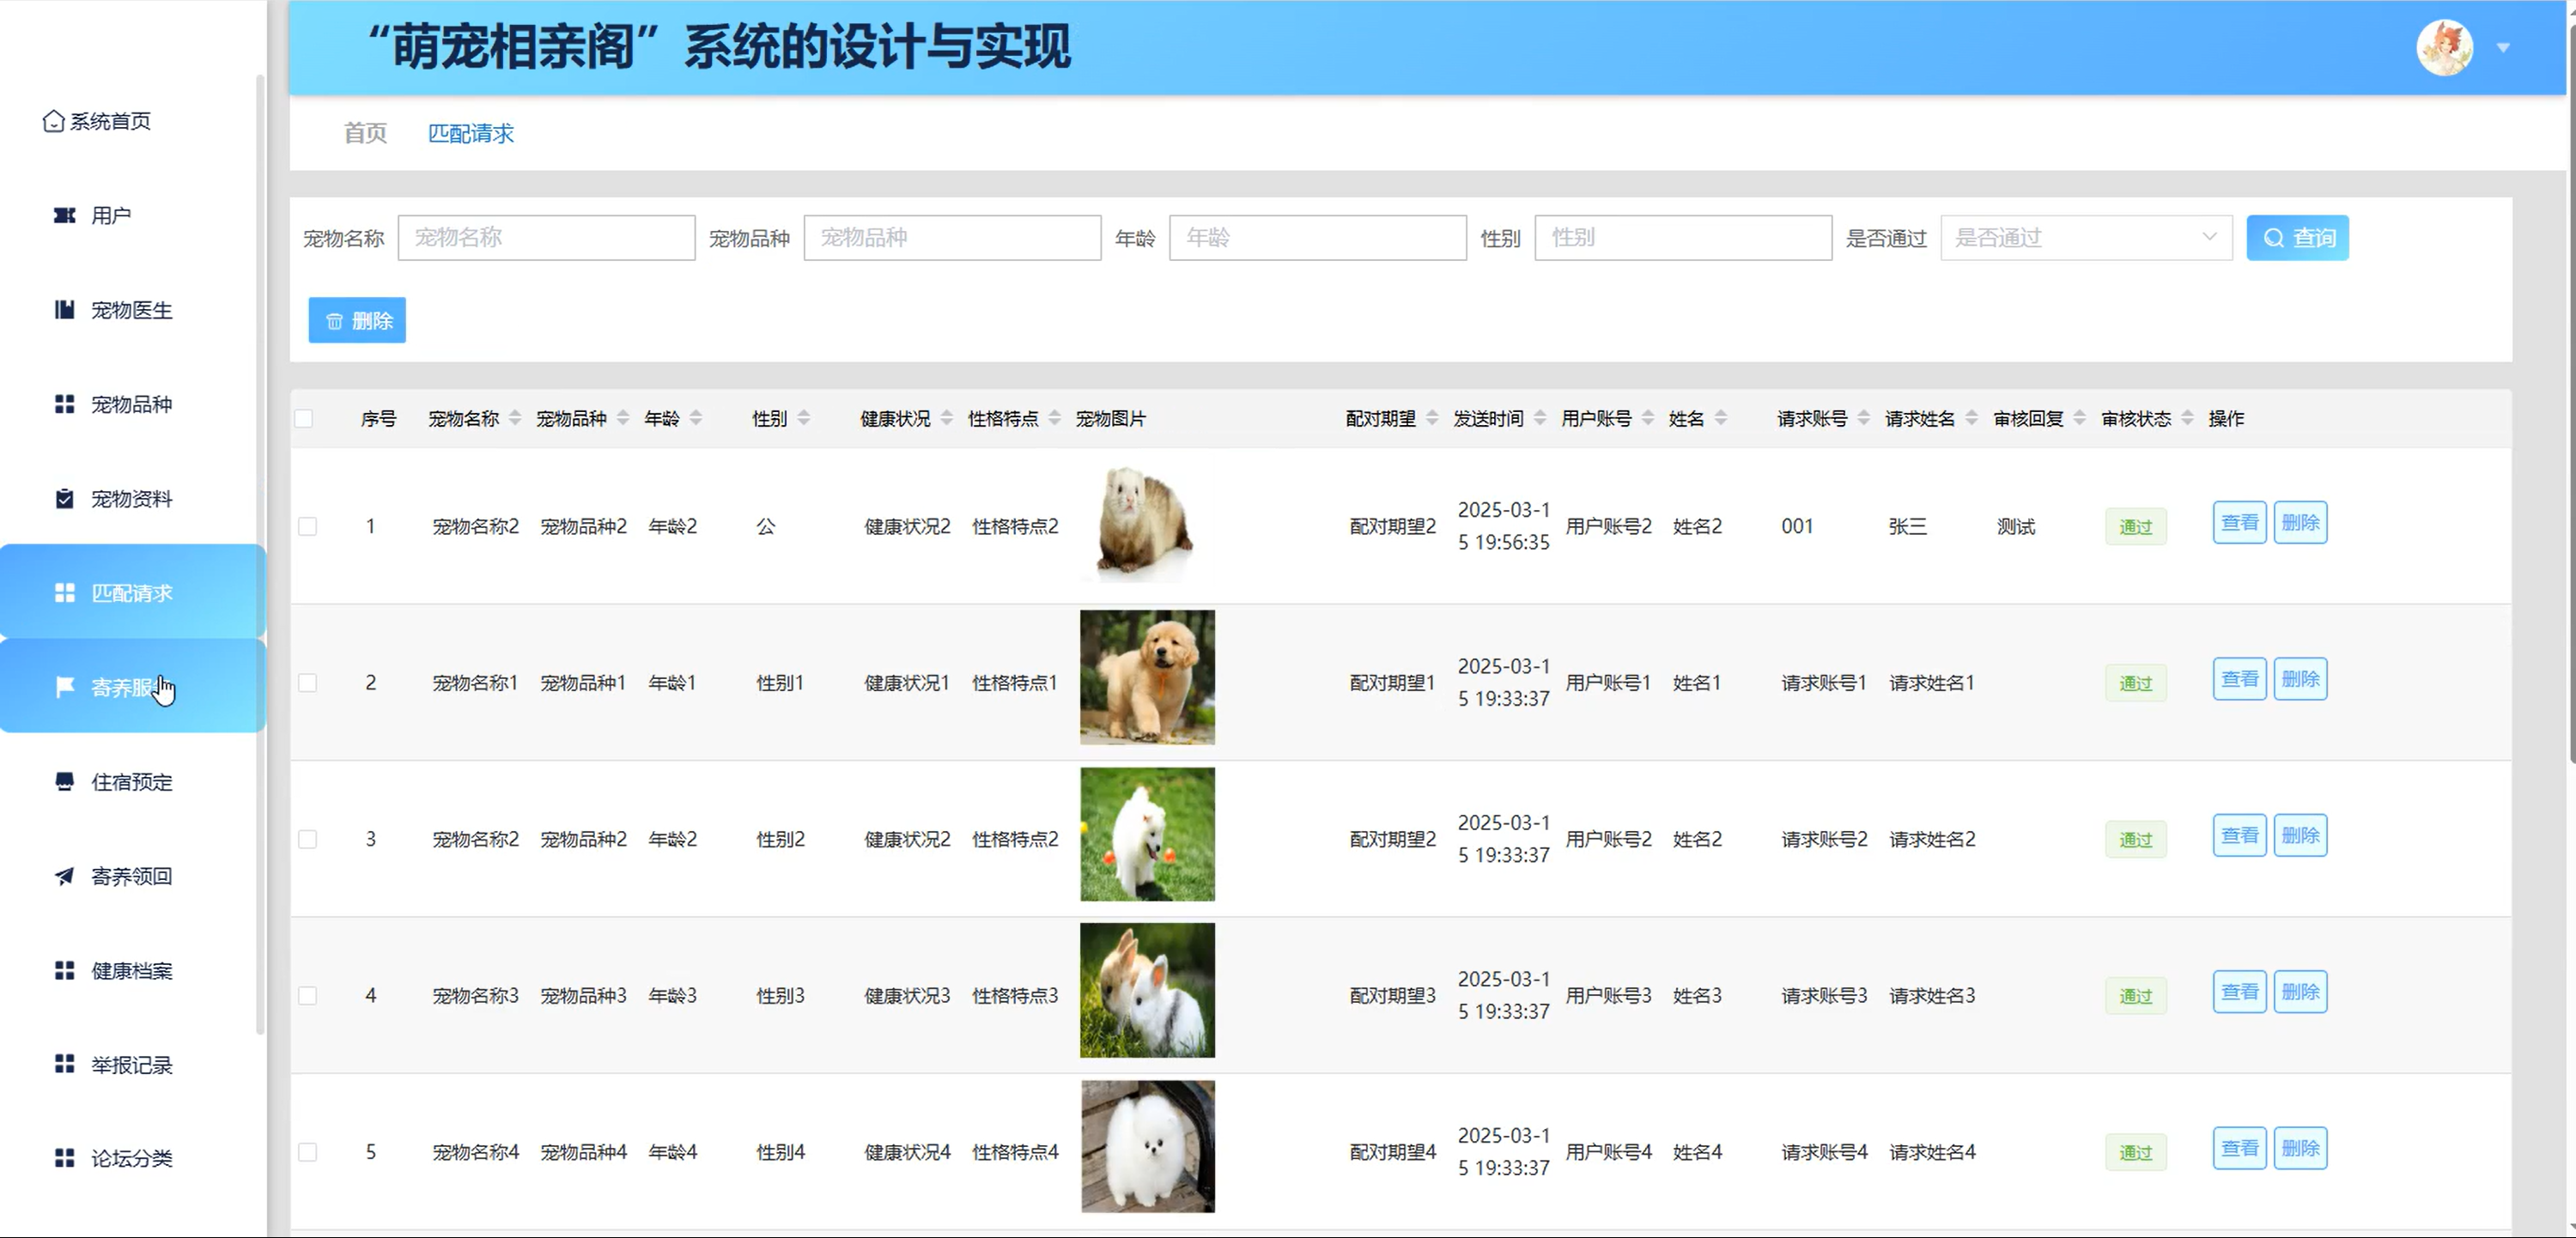 “萌宠相亲阁”系统的设计与实现
系统首页
用户
宠物医生
宠物品种
宠物资料
匹配请求
寄养服
住宿预定
寄养领回
健康档案
举报记录
论坛分类
首页 匹配请求
宠物名称 宠物名称 宠物品种 宠物品种 年龄 年龄 性别 性别 是否通过 是否通过 查询
删除
序号 宠物名称 宠物品种 年龄 性别 健康状况 性格特点 宠物图片 配对期望 发送时间 用户账号 姓名 请求账号 请求姓名 审核回复 审核状态 操作
1 宠物名称2 宠物品种2 年龄2 公 健康状况2 性格特点2 配对期望2 2025-03-1
5 19:56:35 用户账号2 姓名2 001 张三 测试 通过 查看 删除
2 宠物名称1 宠物品种1 年龄1 性别1 健康状况1 性格特点1 配对期望1 2025-03-1
5 19:33:37 用户账号1 姓名1 请求账号1 请求姓名1 通过 查看 删除
3 宠物名称2 宠物品种2 年龄2 性别2 健康状况2 性格特点2 配对期望2 2025-03-1
5 19:33:37 用户账号2 姓名2 请求账号2 请求姓名2 通过 查看 删除
4 宠物名称3 宠物品种3 年龄3 性别3 健康状况3 性格特点3 配对期望3 2025-03-1
5 19:33:37 用户账号3 姓名3 请求账号3 请求姓名3 通过 查看 删除
5 宠物名称4 宠物品种4 年龄4 性别4 健康状况4 性格特点4 配对期望4 2025-03-1
5 19:33:37 用户账号4 姓名4 请求账号4 请求姓名4 通过 查看 删除